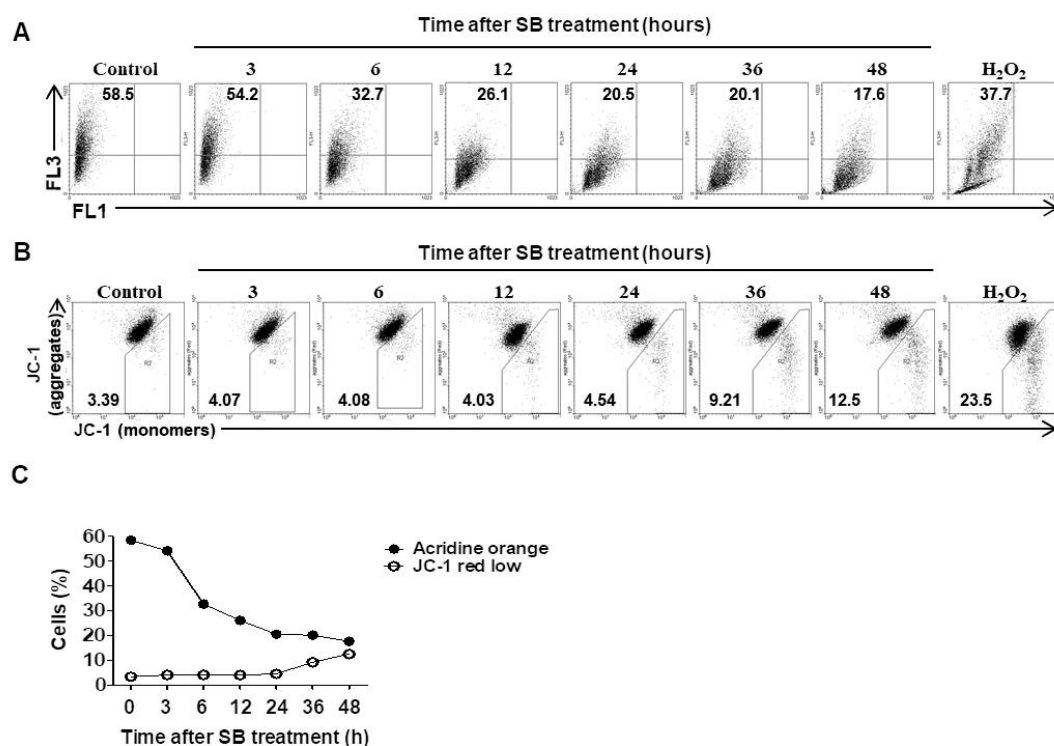 A
Time after SB treatment (hours)
Control 3 6 12 24 36 48 H₂O₂
58.5 54.2 32.7 26.1 20.5 20.1 17.6 37.7
FL3
FL1
B
Time after SB treatment (hours)
Control 3 6 12 24 36 48 H₂O₂
JC-1
(aggregates)
R2 R2 R2
3.39 4.07 4.08 4.03 4.54 9.21 12.5 23.5
JC-1 (monomers)
C
60
50
40
30
20
10
0
Cells (%)
Acridine orange
JC-1 red low
0 3 6 12 24 36 48
Time after SB treatment (h)